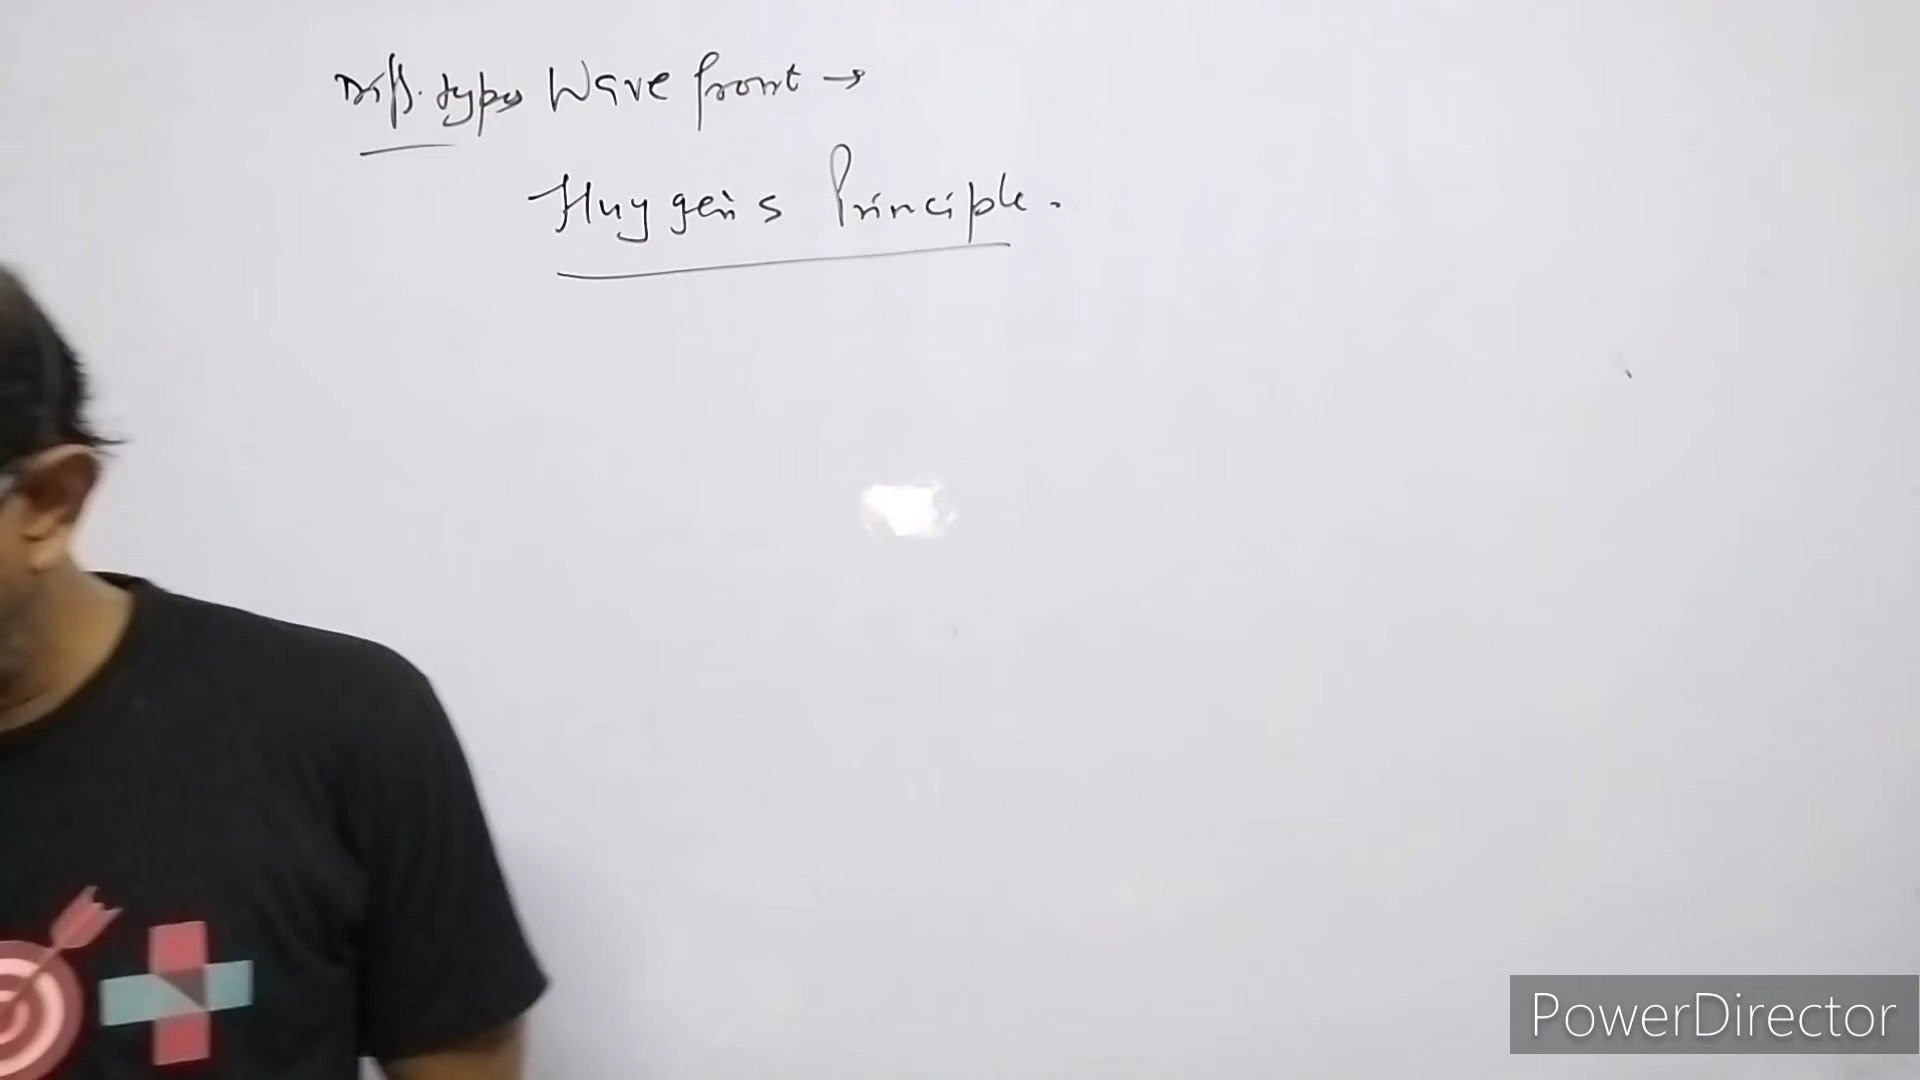 Diff. types Wave front →
Huygen's Principle.
PowerDirector